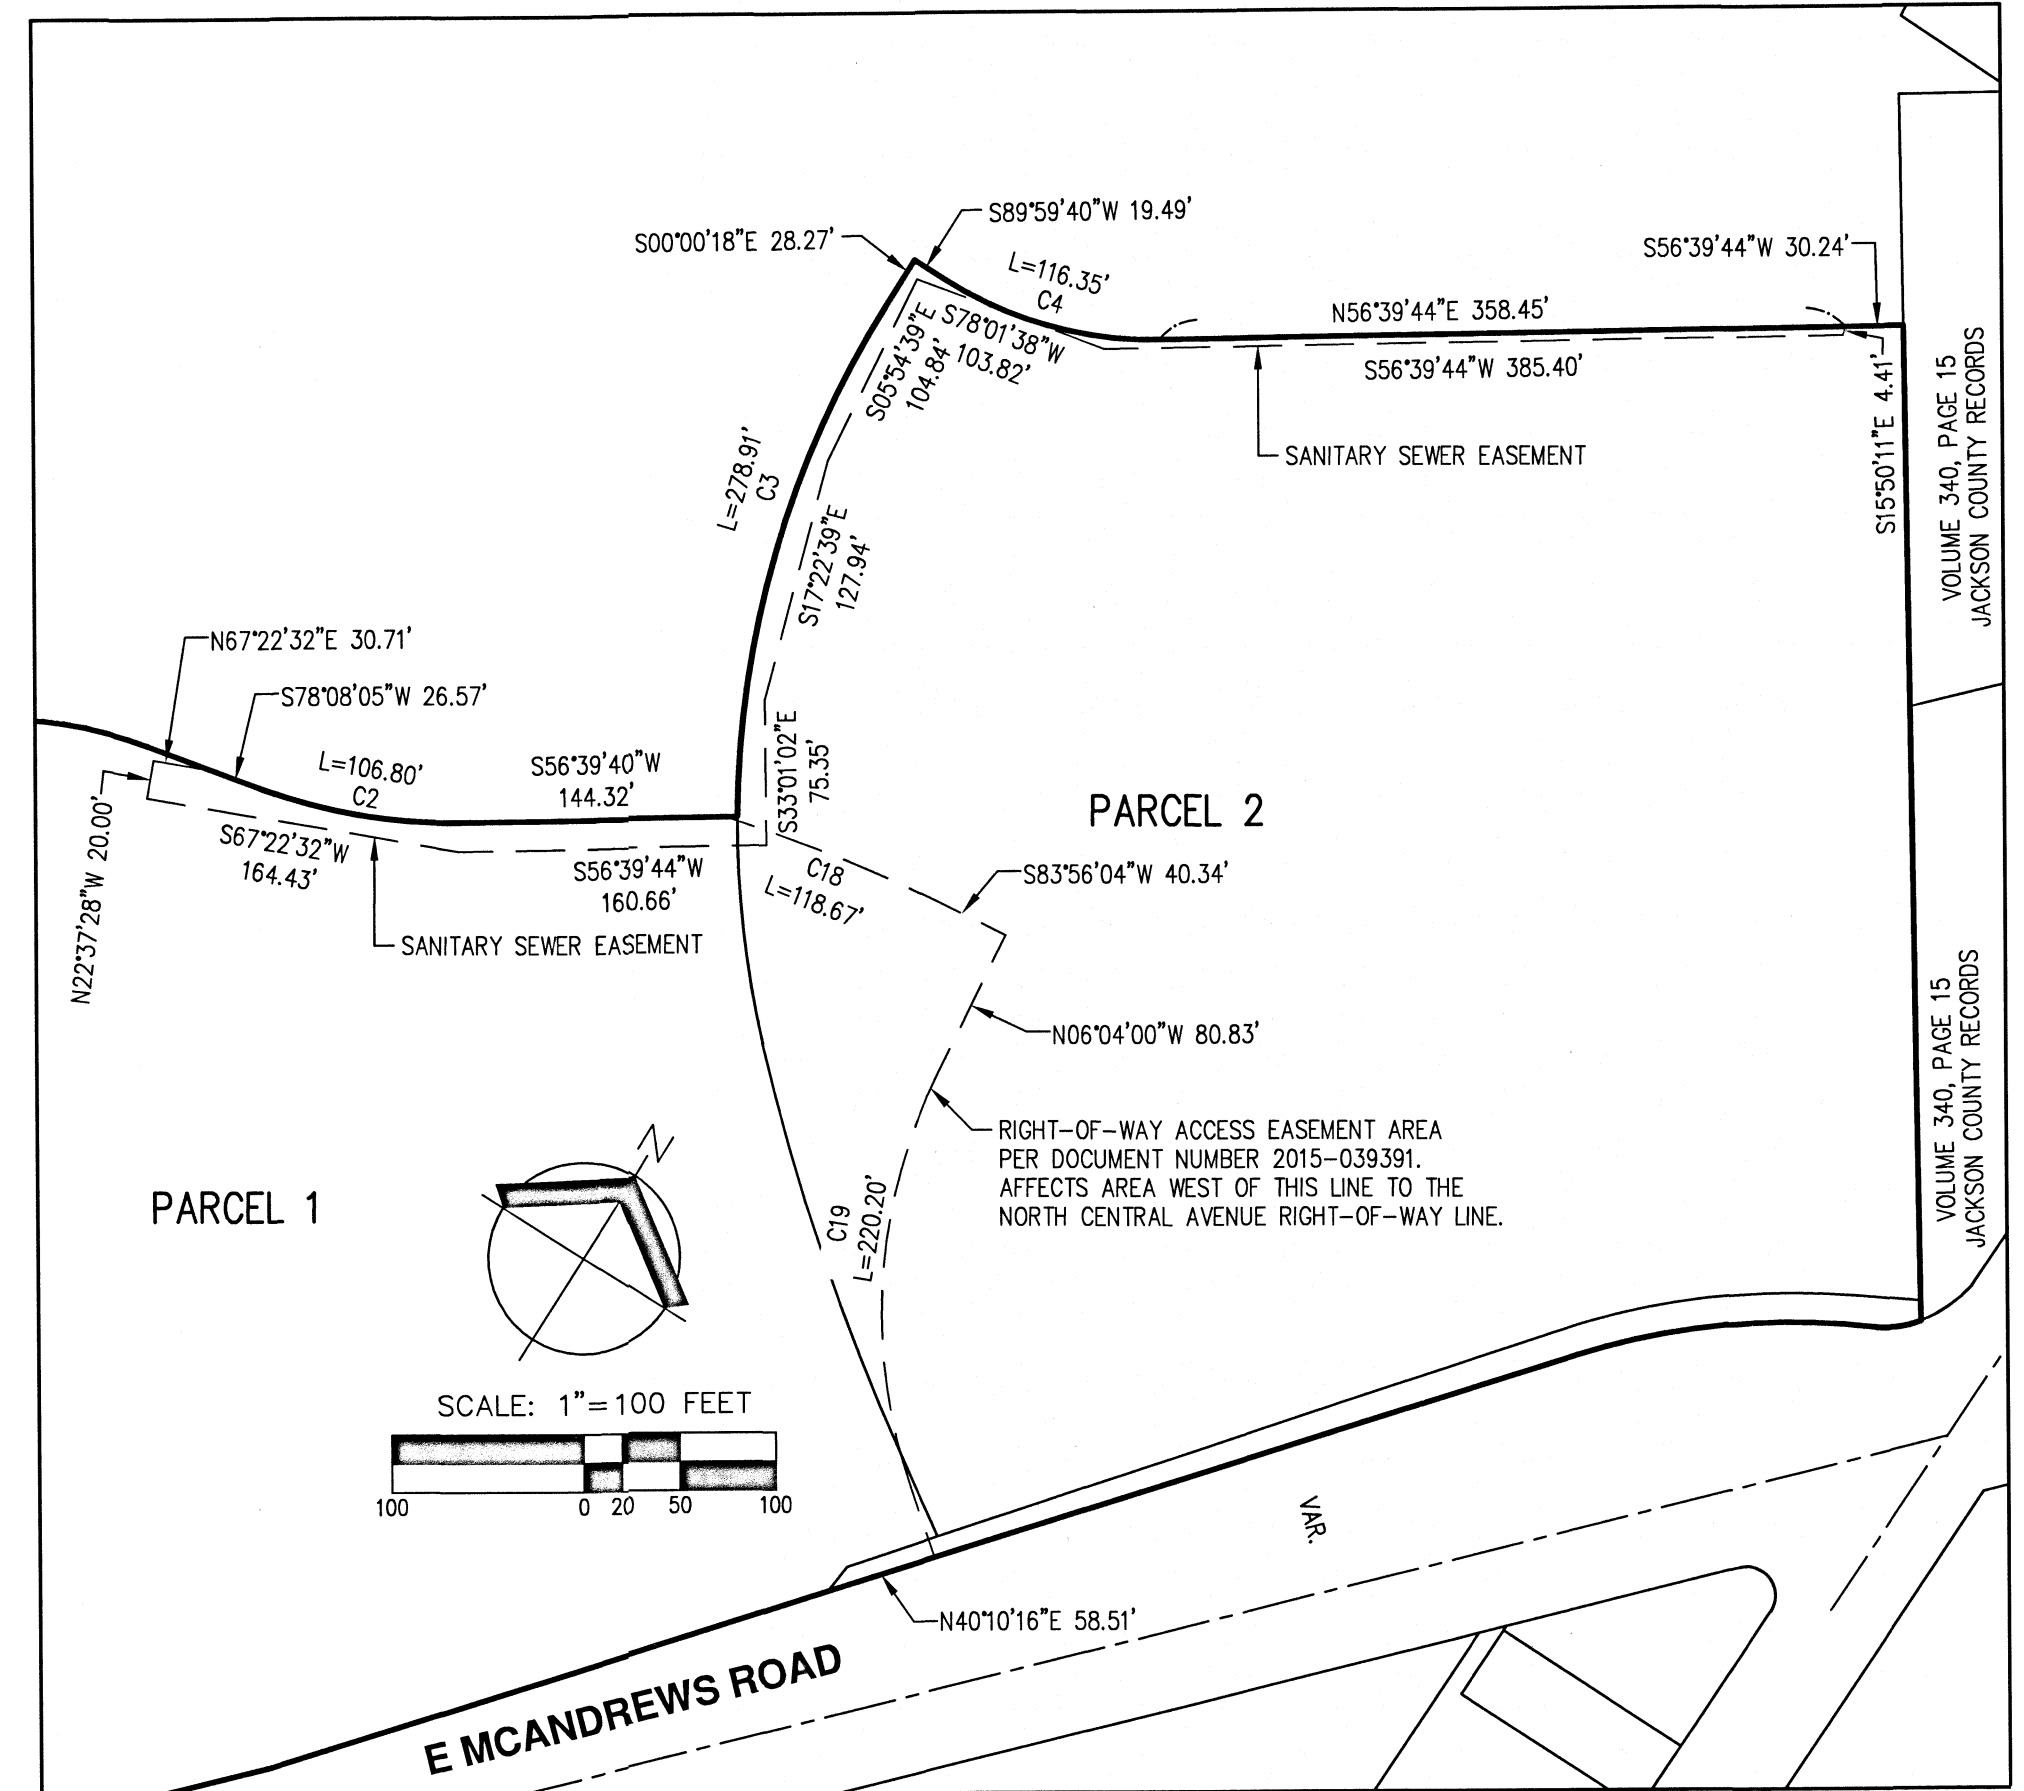 S89°59'40"W 19.49'
S00°00'18"E 28.27'
S56°39'44"W 30.24'
L=116.35'
C4
N56°39'44"E 358.45'
S78°01'38"W
103.82'
S05°54'39"E
104.84'
S56°39'44"W 385.40'
S15°50'11"E 4.41'
VOLUME 340, PAGE 15
JACKSON COUNTY RECORDS
SANITARY SEWER EASEMENT
L=278.91'
C3
S17°22'39"E
127.94'
N67°22'32"E 30.71'
S78°08'05"W 26.57'
L=106.80'
C2
S56°39'40"W
144.32'
S33°01'02"E
75.35'
PARCEL 2
N22°37'28"W 20.00'
S67°22'32"W
164.43'
S56°39'44"W
160.66'
C18
L=118.67'
S83°56'04"W 40.34'
SANITARY SEWER EASEMENT
N06°04'00"W 80.83'
VOLUME 340, PAGE 15
JACKSON COUNTY RECORDS
RIGHT-OF-WAY ACCESS EASEMENT AREA
PER DOCUMENT NUMBER 2015-039391.
AFFECTS AREA WEST OF THIS LINE TO THE
NORTH CENTRAL AVENUE RIGHT-OF-WAY LINE.
N
PARCEL 1
C19
L=220.20'
SCALE: 1"=100 FEET
100 0 20 50 100
VAR.
N40°10'16"E 58.51'
E MCANDREWS ROAD